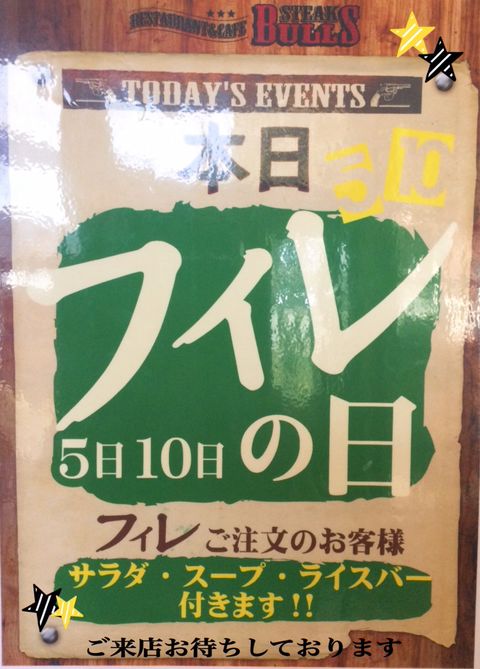 RESTAURANT&CAFE STEAK BULLS
TODAY'S EVENTS
本日
10
フィレ
の日
5日 10日
フィレ ご注文のお客様
サラダ・スープ・ライスバー
付きます!!
ご来店お待ちしております